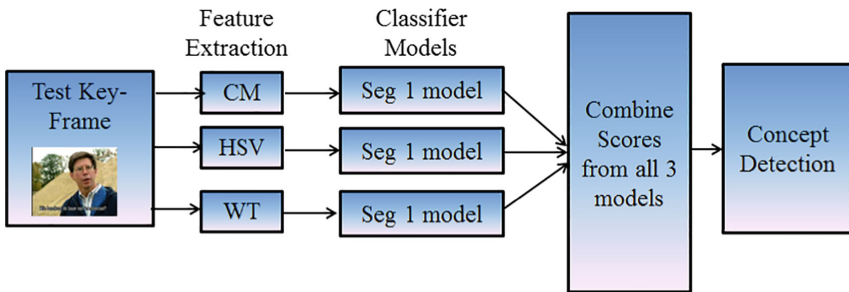 Feature
Extraction
Classifier
Models
Test Key-
Frame
CM
HSV
WT
Seg 1 model
Seg 1 model
Seg 1 model
Combine
Scores
from all 3
models
Concept
Detection